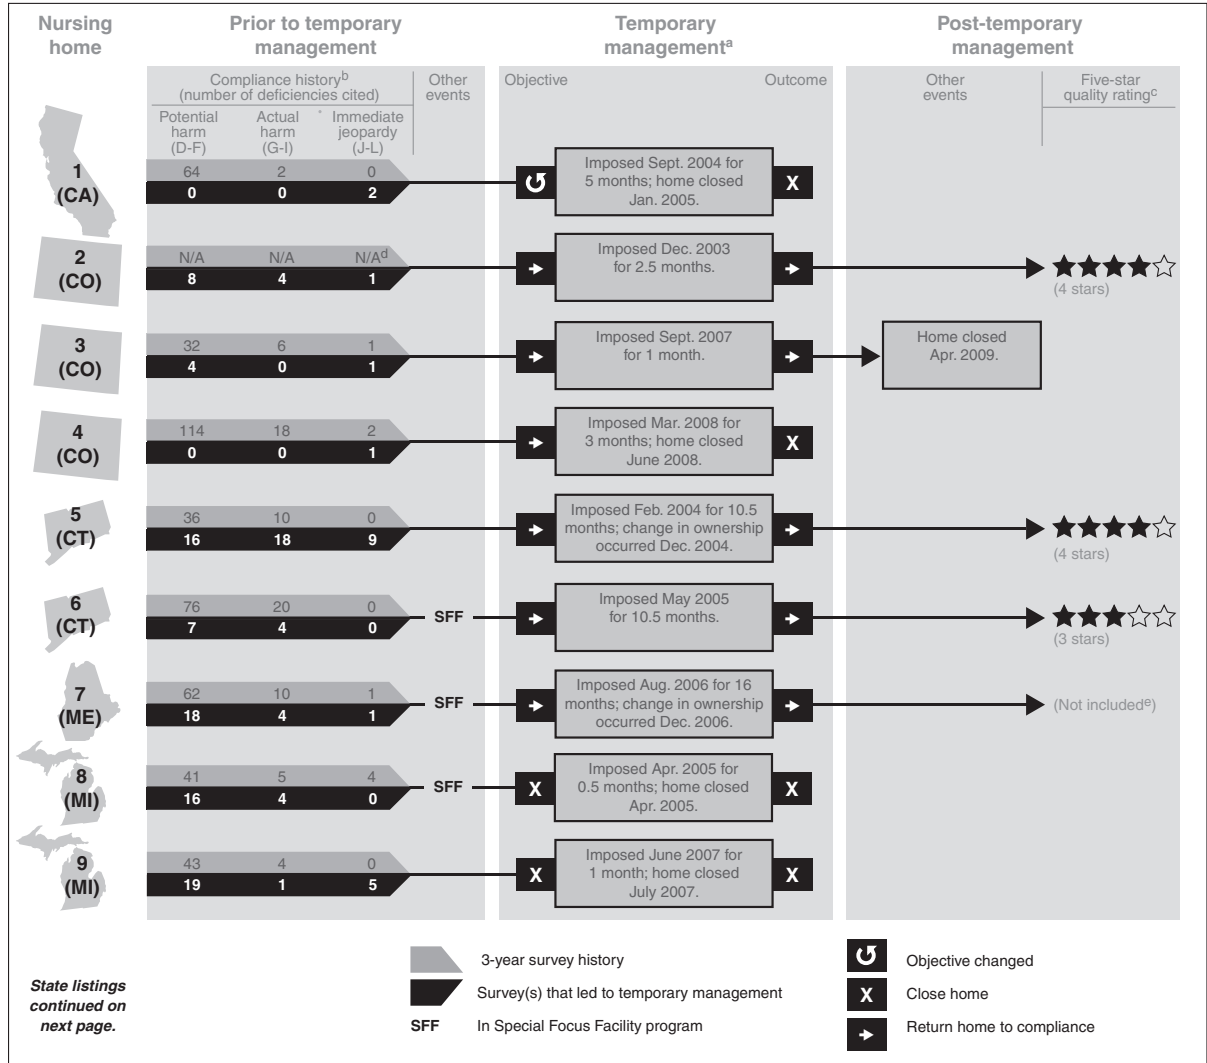 Nursing
home
Prior to temporary
management
Temporary
managementa
Post-temporary
management
Compliance historyb
(number of deficiencies cited)
Other
events
Objective
Outcome
Other
events
Five-star
quality ratingc
Potential
harm
(D-F)
Actual
harm
(G-I)
Immediate
jeopardy
(J-L)
1
(CA)
64 2 0
0 0 2
Imposed Sept. 2004 for
5 months; home closed
Jan. 2005.
X
2
(CO)
N/A N/A N/Ad
8 4 1
Imposed Dec. 2003
for 2.5 months.
(4 stars)
3
(CO)
32 6 1
4 0 1
Imposed Sept. 2007
for 1 month.
Home closed
Apr. 2009.
4
(CO)
114 18 2
0 0 1
Imposed Mar. 2008 for
3 months; home closed
June 2008.
X
5
(CT)
36 10 0
16 18 9
Imposed Feb. 2004 for 10.5
months; change in ownership
occurred Dec. 2004.
(4 stars)
6
(CT)
76 20 0
7 4 0
SFF
Imposed May 2005
for 10.5 months.
(3 stars)
7
(ME)
62 10 1
18 4 1
SFF
Imposed Aug. 2006 for 16
months; change in ownership
occurred Dec. 2006.
(Not includede)
8
(MI)
41 5 4
16 4 0
SFF
X
Imposed Apr. 2005 for
0.5 months; home closed
Apr. 2005.
X
9
(MI)
43 4 0
19 1 5
X
Imposed June 2007 for
1 month; home closed
July 2007.
X
State listings
continued on
next page.
3-year survey history
Survey(s) that led to temporary management
SFF In Special Focus Facility program
Objective changed
X Close home
Return home to compliance